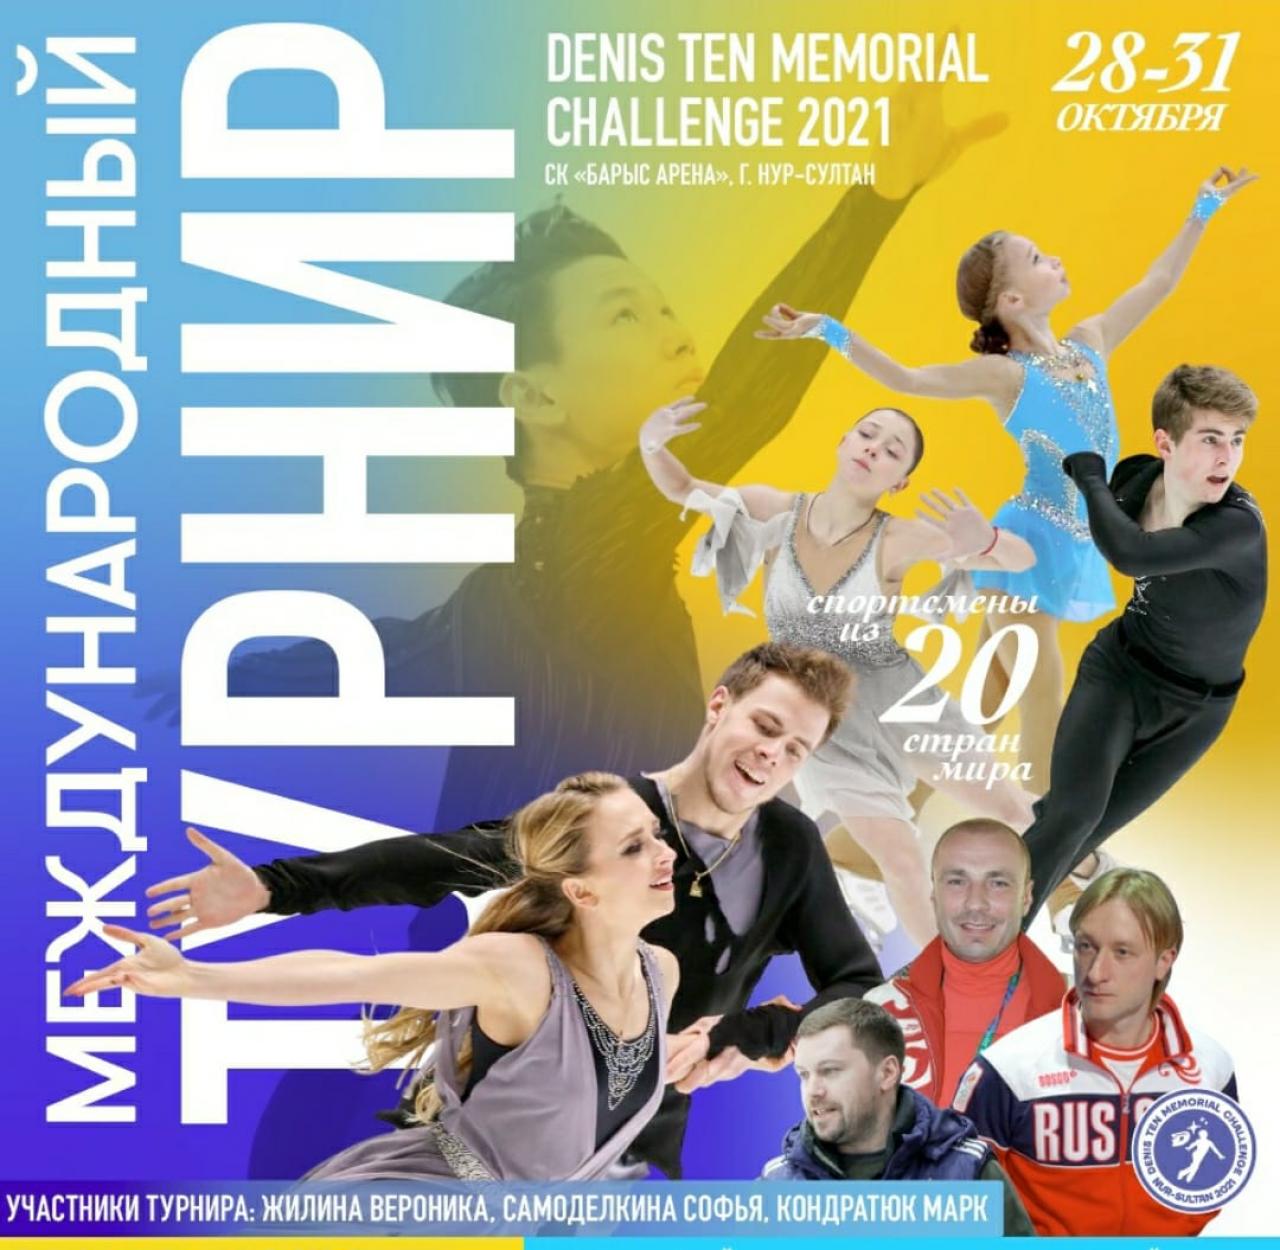 МЕЖДУНАРОДНЫЙ
ТУРНИР
DENIS TEN MEMORIAL
CHALLENGE 2021
СК «БАРЫС АРЕНА», Г. НУР-СУЛТАН
28-31
ОКТЯБРЯ
спортсмены
из
20
стран
мира
BOSCO
RUS
DENIS TEN MEMORIAL CHALLENGE
NUR-SULTAN 2021
УЧАСТНИКИ ТУРНИРА: ЖИЛИНА ВЕРОНИКА, САМОДЕЛКИНА СОФЬЯ, КОНДРАТЮК МАРК